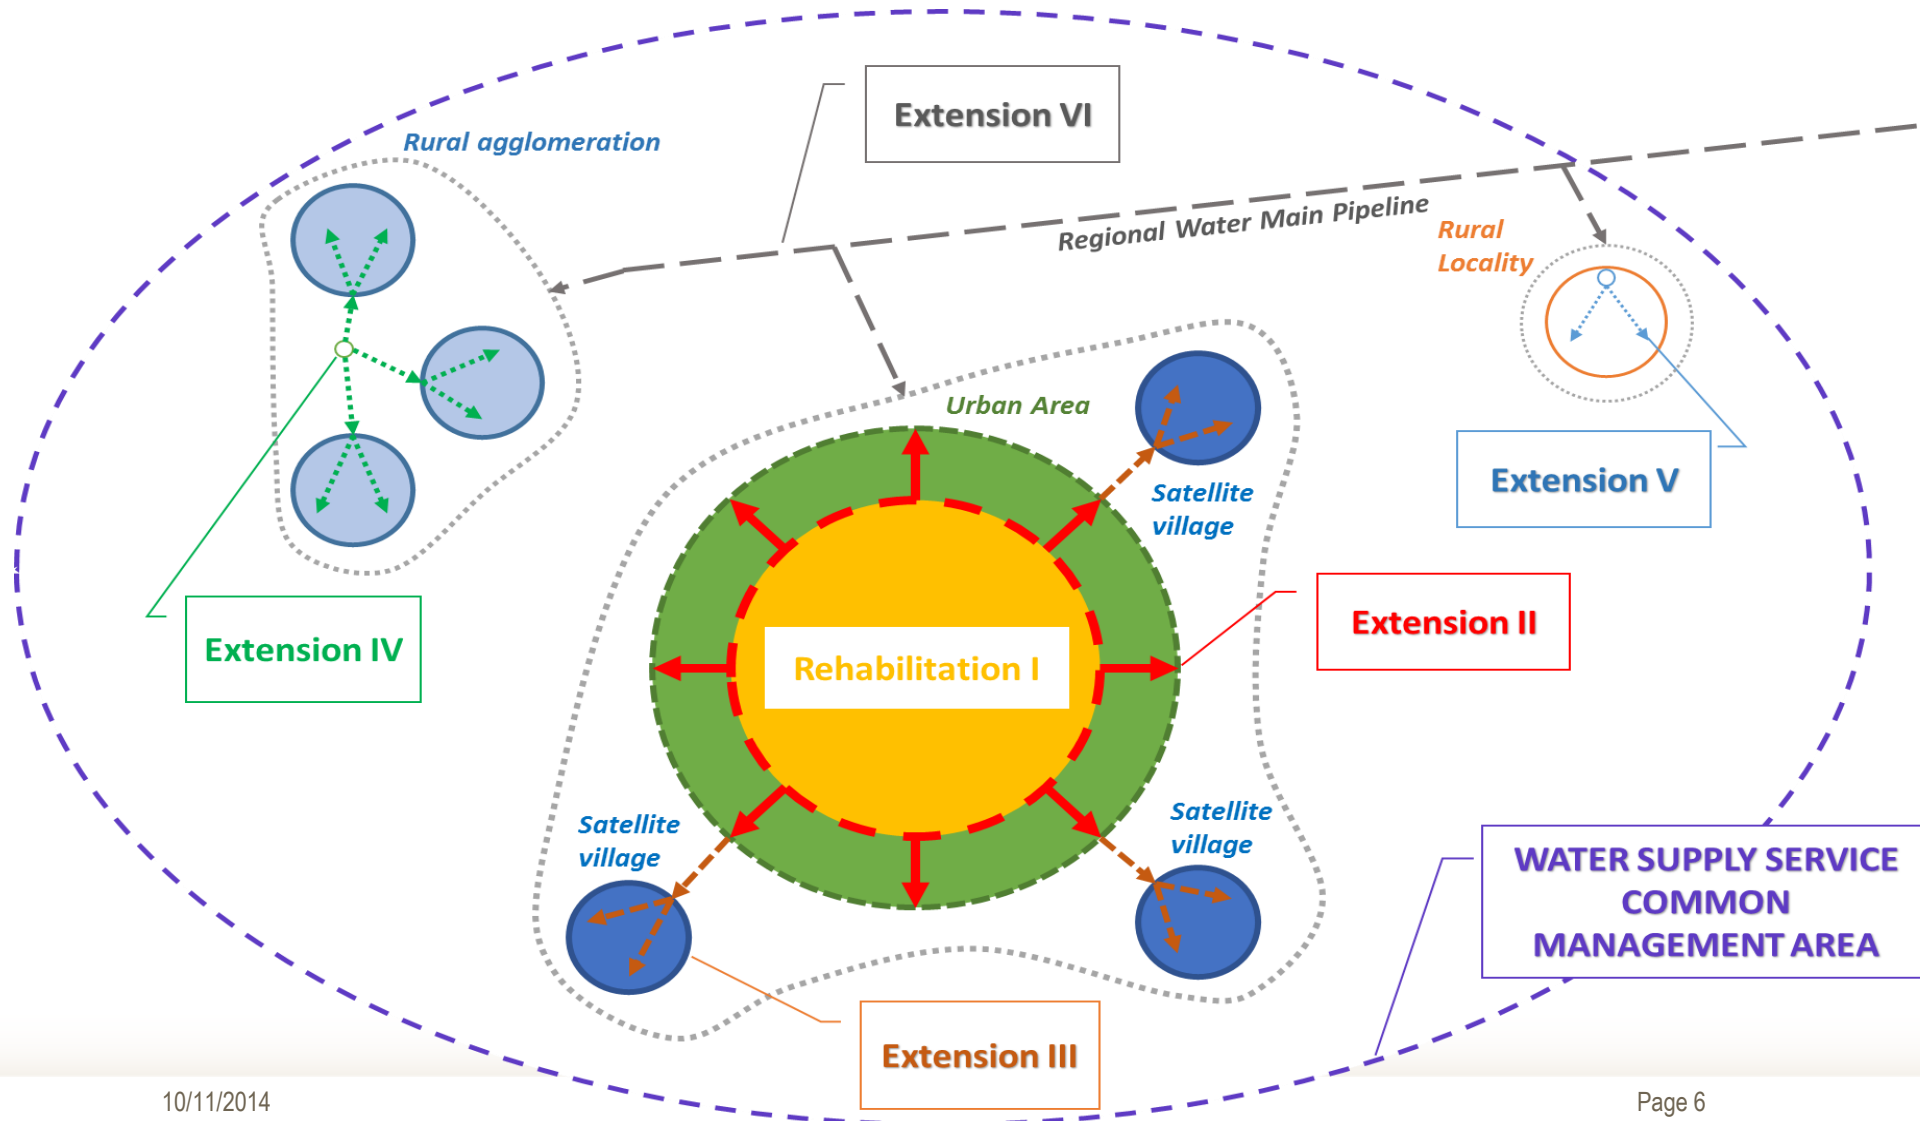 Extension VI
Rural agglomeration
Regional Water Main Pipeline
Rural
Locality
Urban Area
Extension V
Satellite
village
Extension II
Extension IV
Rehabilitation I
Satellite
village
Satellite
village
WATER SUPPLY SERVICE
COMMON
MANAGEMENT AREA
Extension III
10/11/2014
Page 6